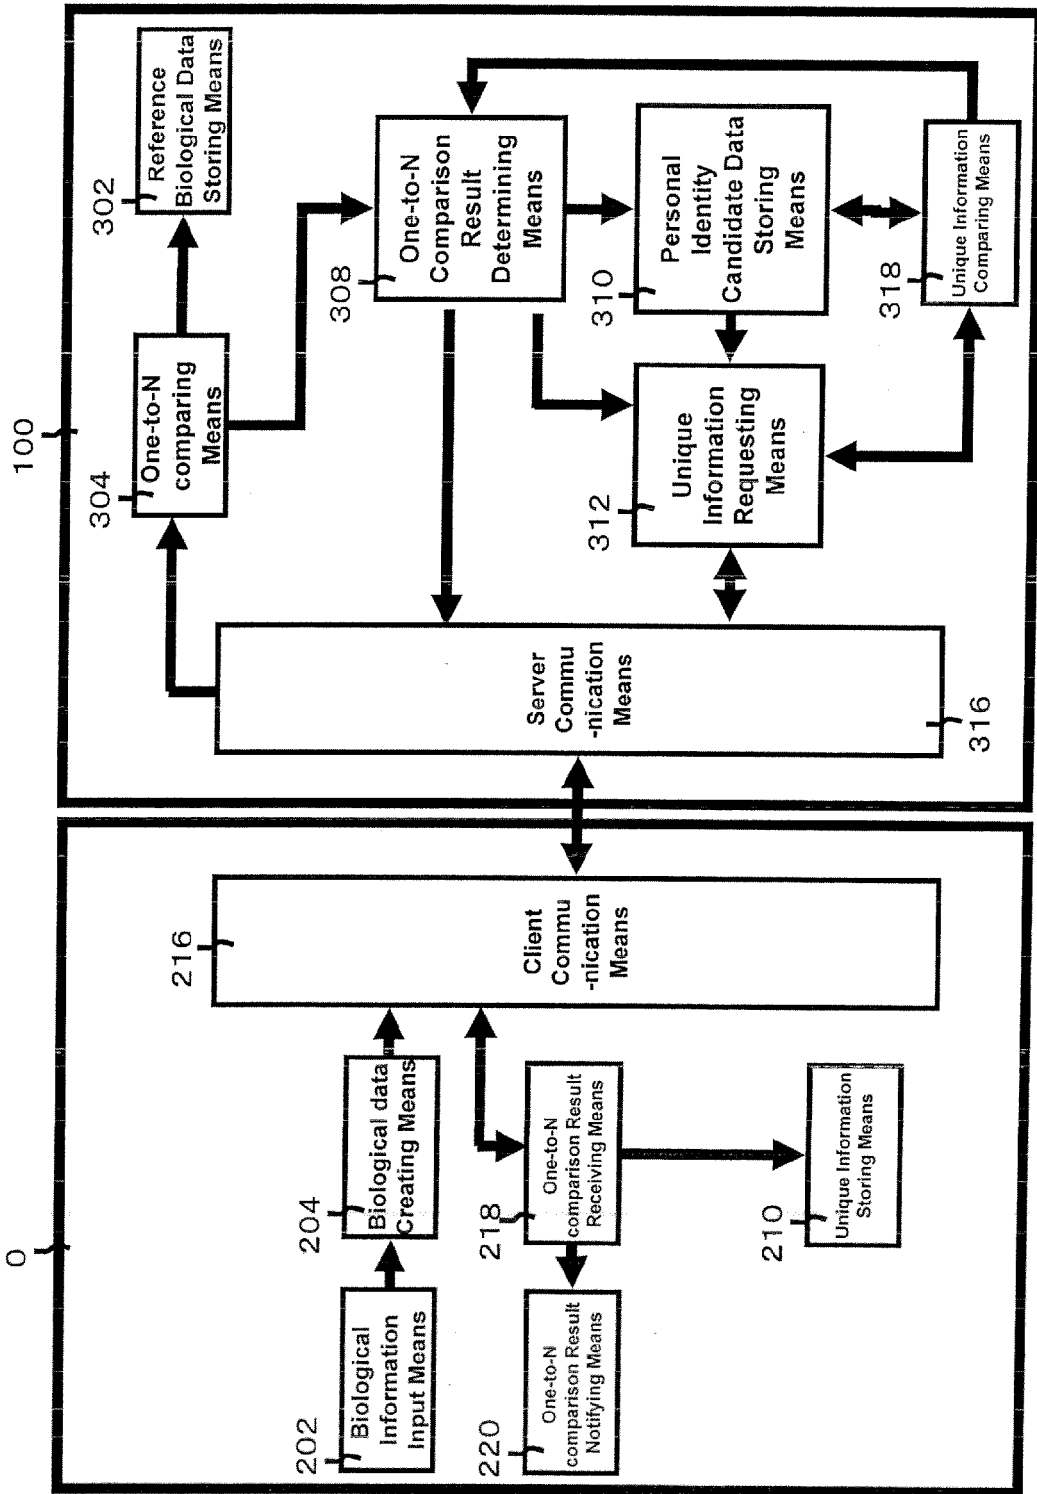 0
202
Biological
Information
Input Means
204
Biological data
Creating Means
216
Client
Commu
-nication
Means
218
One-to-N
comparison Result
Receiving Means
220
One-to-N
comparison Result
Notifying Means
210
Unique Information
Storing Means
100
304
One-to-N
comparing
Means
302
Reference
Biological Data
Storing Means
308
One-to-N
Comparison
Result
Determining
Means
310
Personal
Identity
Candidate Data
Storing
Means
312
Unique
Information
Requesting
Means
318
Unique Information
Comparing Means
Server
Commu
-nication
Means
316